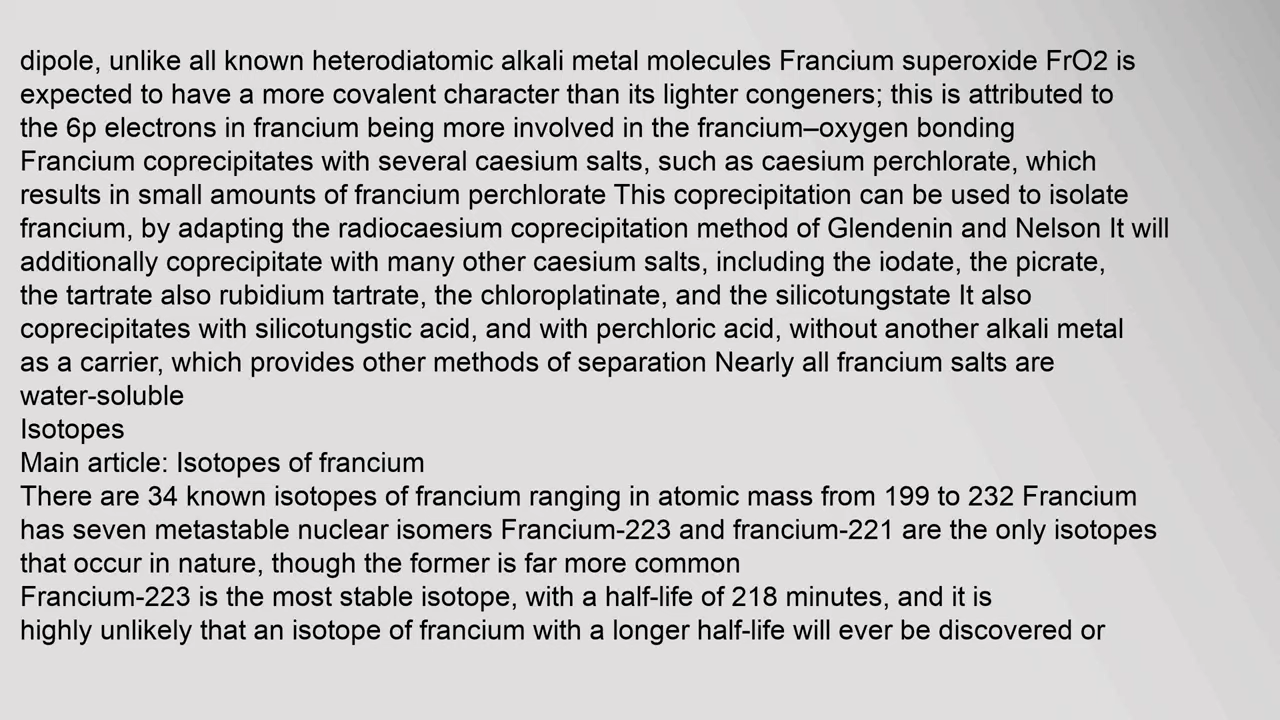 dipole, unlike all known heterodiatomic alkali metal molecules Francium superoxide FrO2 is
expected to have a more covalent character than its lighter congeners; this is attributed to
the 6p electrons in francium being more involved in the francium–oxygen bonding
Francium coprecipitates with several caesium salts, such as caesium perchlorate, which
results in small amounts of francium perchlorate This coprecipitation can be used to isolate
francium, by adapting the radiocaesium coprecipitation method of Glendenin and Nelson It will
additionally coprecipitate with many other caesium salts, including the iodate, the picrate,
the tartrate also rubidium tartrate, the chloroplatinate, and the silicotungstate It also
coprecipitates with silicotungstic acid, and with perchloric acid, without another alkali metal
as a carrier, which provides other methods of separation Nearly all francium salts are
water-soluble
Isotopes
Main article: Isotopes of francium
There are 34 known isotopes of francium ranging in atomic mass from 199 to 232 Francium
has seven metastable nuclear isomers Francium-223 and francium-221 are the only isotopes
that occur in nature, though the former is far more common
Francium-223 is the most stable isotope, with a half-life of 218 minutes, and it is
highly unlikely that an isotope of francium with a longer half-life will ever be discovered or